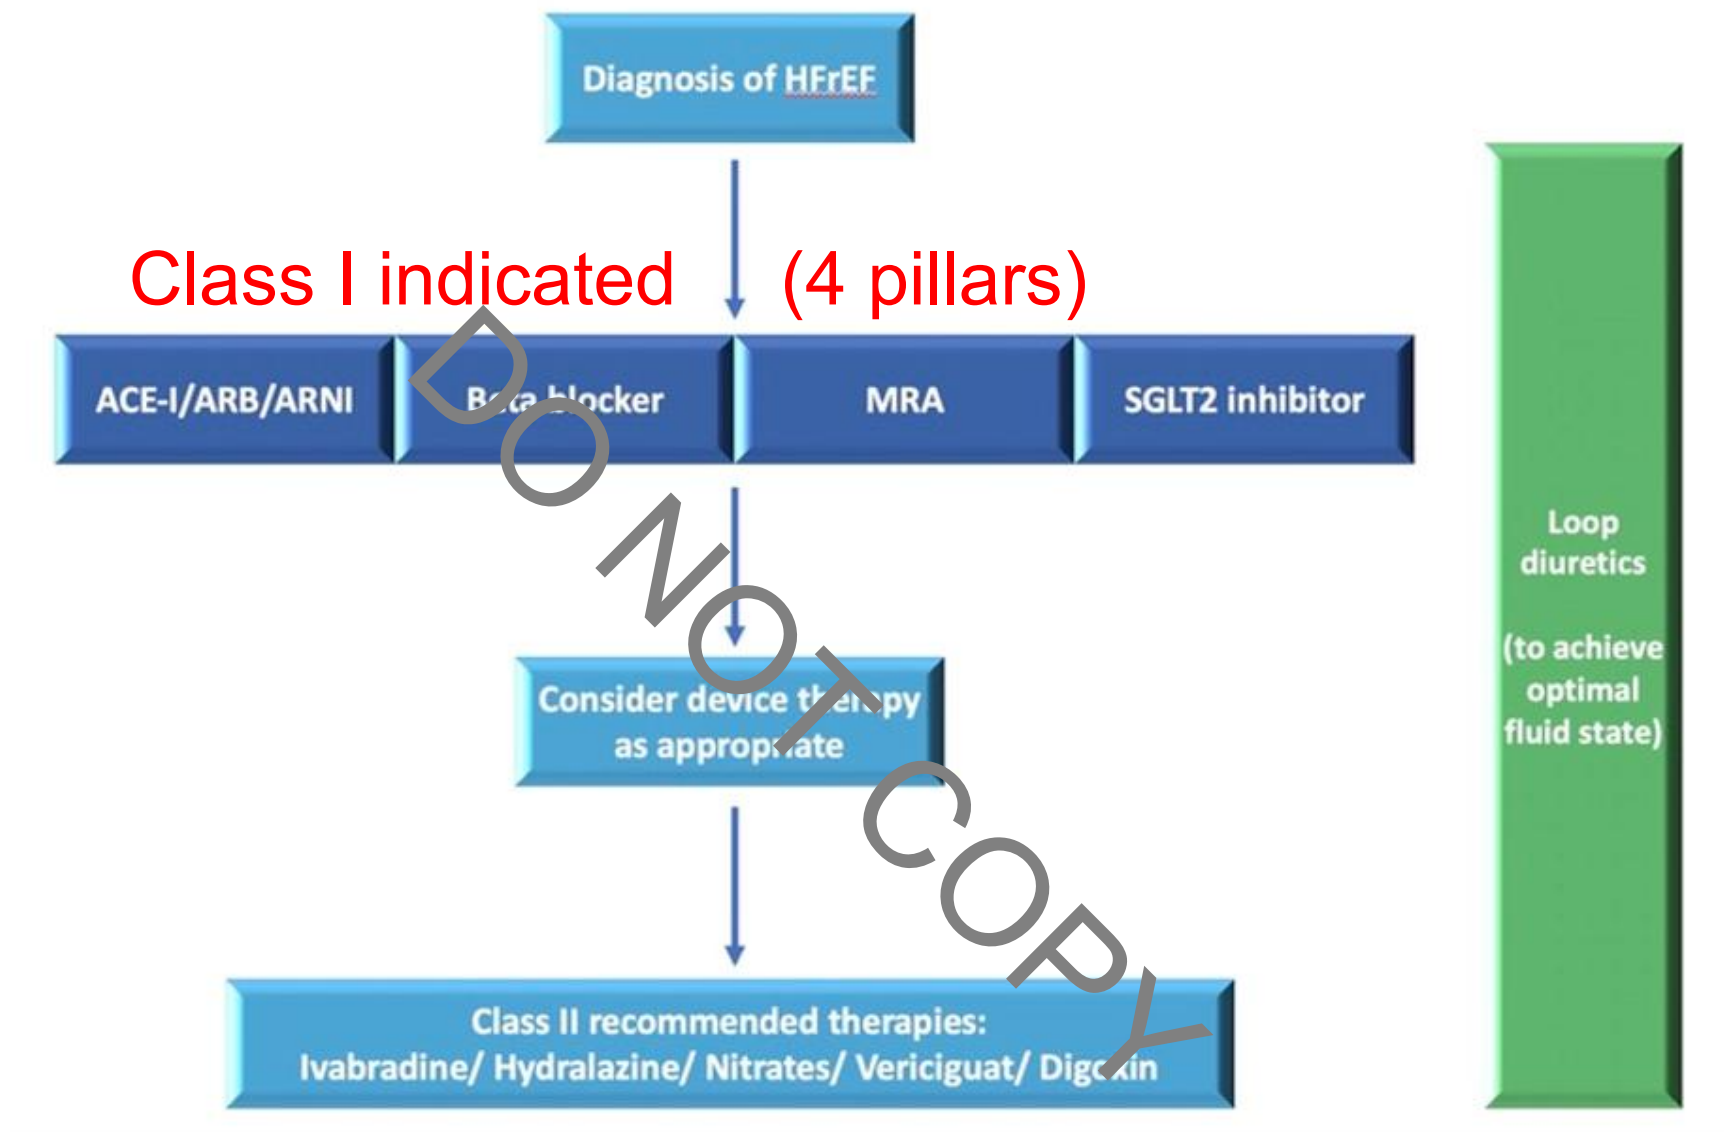 Diagnosis of HFrEF
Class I indicated (4 pillars)
ACE-I/ARB/ARNI
Beta blocker
MRA
SGLT2 inhibitor
Consider device therapy
as appropriate
Class II recommended therapies:
Ivabradine/ Hydralazine/ Nitrates/ Vericiguat/ Digoxin
Loop
diuretics
(to achieve
optimal
fluid state)
DO NOT COPY